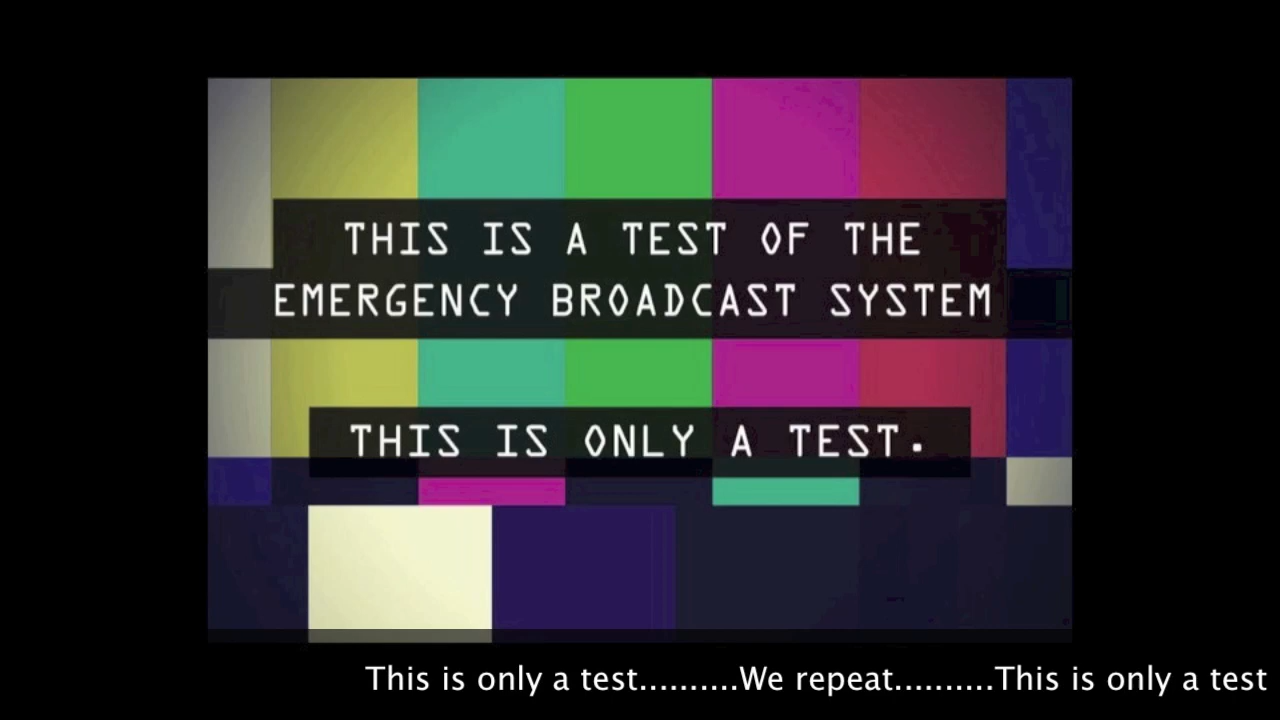 THIS IS A TEST OF THE
EMERGENCY BROADCAST SYSTEM
THIS IS ONLY A TEST.
This is only a test..........We repeat..........This is only a test